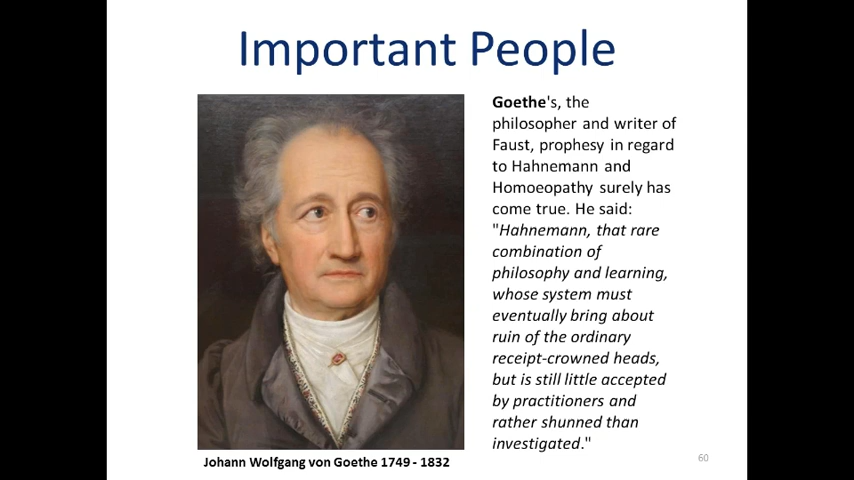 Important People
Goethe's, the
philosopher and writer of
Faust, prophesy in regard
to Hahnemann and
Homoeopathy surely has
come true. He said:
"Hahnemann, that rare
combination of
philosophy and learning,
whose system must
eventually bring about
ruin of the ordinary
receipt-crowned heads,
but is still little accepted
by practitioners and
rather shunned than
investigated."
Johann Wolfgang von Goethe 1749 - 1832
60